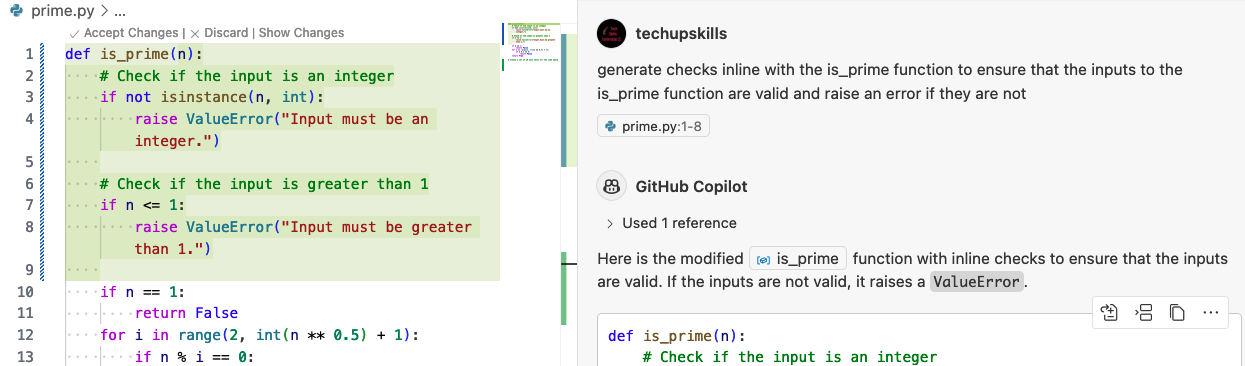 prime.py > ...
Accept Changes | Discard | Show Changes
1 def is_prime(n):
2 # Check if the input is an integer
3 if not isinstance(n, int):
4 raise ValueError("Input must be an
integer.")
5
6 # Check if the input is greater than 1
7 if n <= 1:
8 raise ValueError("Input must be greater
than 1.")
9
10 if n == 1:
11 return False
12 for i in range(2, int(n ** 0.5) + 1):
13 if n % i == 0:
techupskills
generate checks inline with the is_prime function to ensure that the inputs to the
is_prime function are valid and raise an error if they are not
prime.py:1-8
GitHub Copilot
> Used 1 reference
Here is the modified is_prime function with inline checks to ensure that the inputs
are valid. If the inputs are not valid, it raises a ValueError.
def is_prime(n):
# Check if the input is an integer